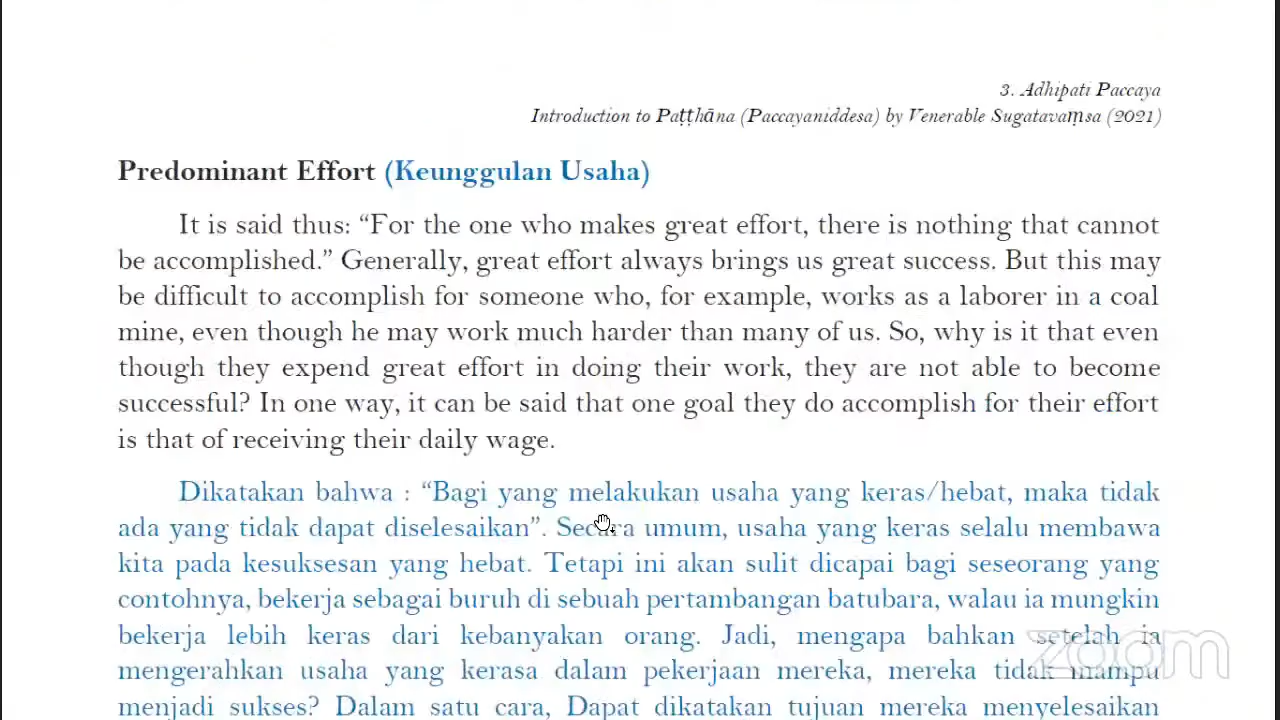 3. Adhipati Paccaya
Introduction to Paṭṭhāna (Paccayaniddesa) by Venerable Sugatavaṃsa (2021)
Predominant Effort (Keunggulan Usaha)
It is said thus: “For the one who makes great effort, there is nothing that cannot
be accomplished.” Generally, great effort always brings us great success. But this may
be difficult to accomplish for someone who, for example, works as a laborer in a coal
mine, even though he may work much harder than many of us. So, why is it that even
though they expend great effort in doing their work, they are not able to become
successful? In one way, it can be said that one goal they do accomplish for their effort
is that of receiving their daily wage.
Dikatakan bahwa : “Bagi yang melakukan usaha yang keras/hebat, maka tidak
ada yang tidak dapat diselesaikan”. Secara umum, usaha yang keras selalu membawa
kita pada kesuksesan yang hebat. Tetapi ini akan sulit dicapai bagi seseorang yang
contohnya, bekerja sebagai buruh di sebuah pertambangan batubara, walau ia mungkin
bekerja lebih keras dari kebanyakan orang. Jadi, mengapa bahkan setelah ia
mengerahkan usaha yang kerasa dalam pekerjaan mereka, mereka tidak mampu
zoom
menjadi sukses? Dalam satu cara, Dapat dikatakan tujuan mereka menyelesaikan